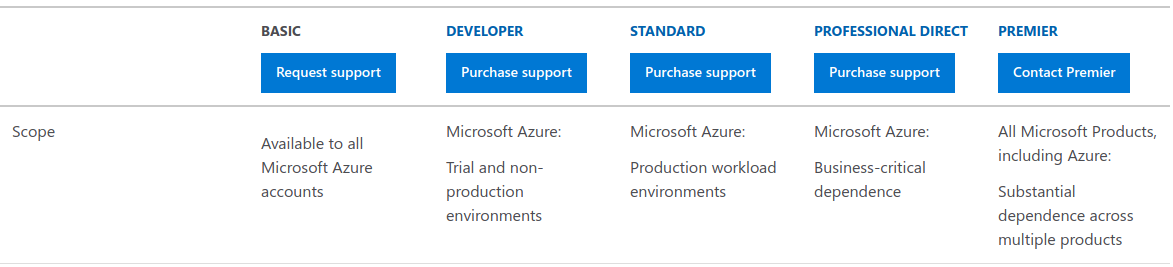 BASIC
DEVELOPER
STANDARD
PROFESSIONAL DIRECT
PREMIER
Request support
Purchase support
Purchase support
Purchase support
Contact Premier
Scope
Available to all
Microsoft Azure
accounts
Microsoft Azure:
Trial and non-
production
environments
Microsoft Azure:
Production workload
environments
Microsoft Azure:
Business-critical
dependence
All Microsoft Products,
including Azure:
Substantial
dependence across
multiple products